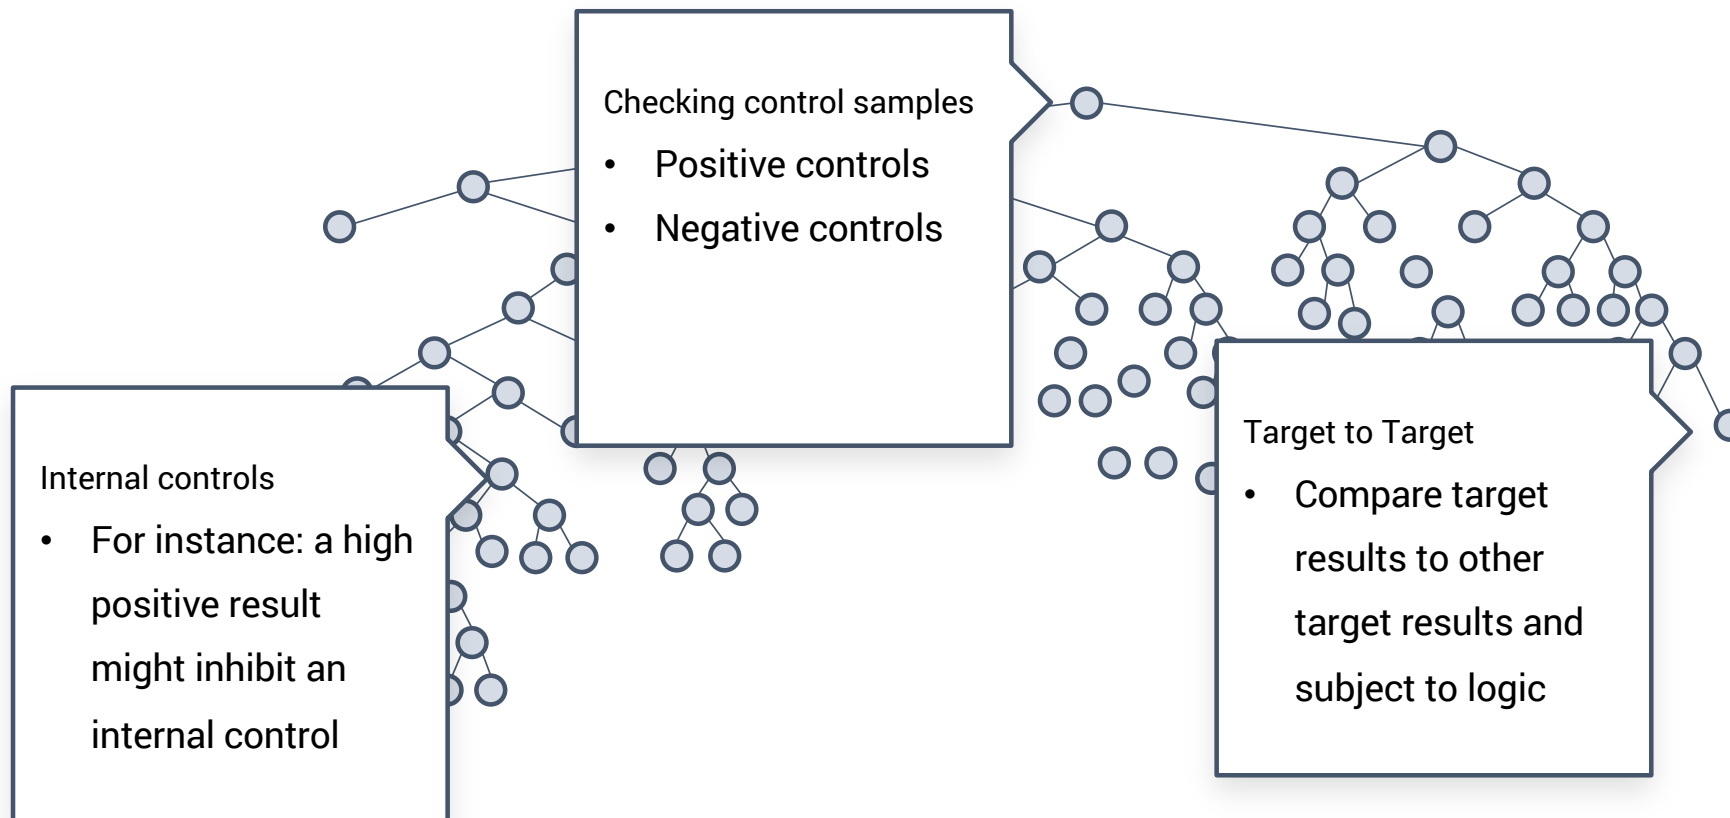 Checking control samples
• Positive controls
• Negative controls
Internal controls
• For instance: a high
positive result
might inhibit an
internal control
Target to Target
• Compare target
results to other
target results and
subject to logic